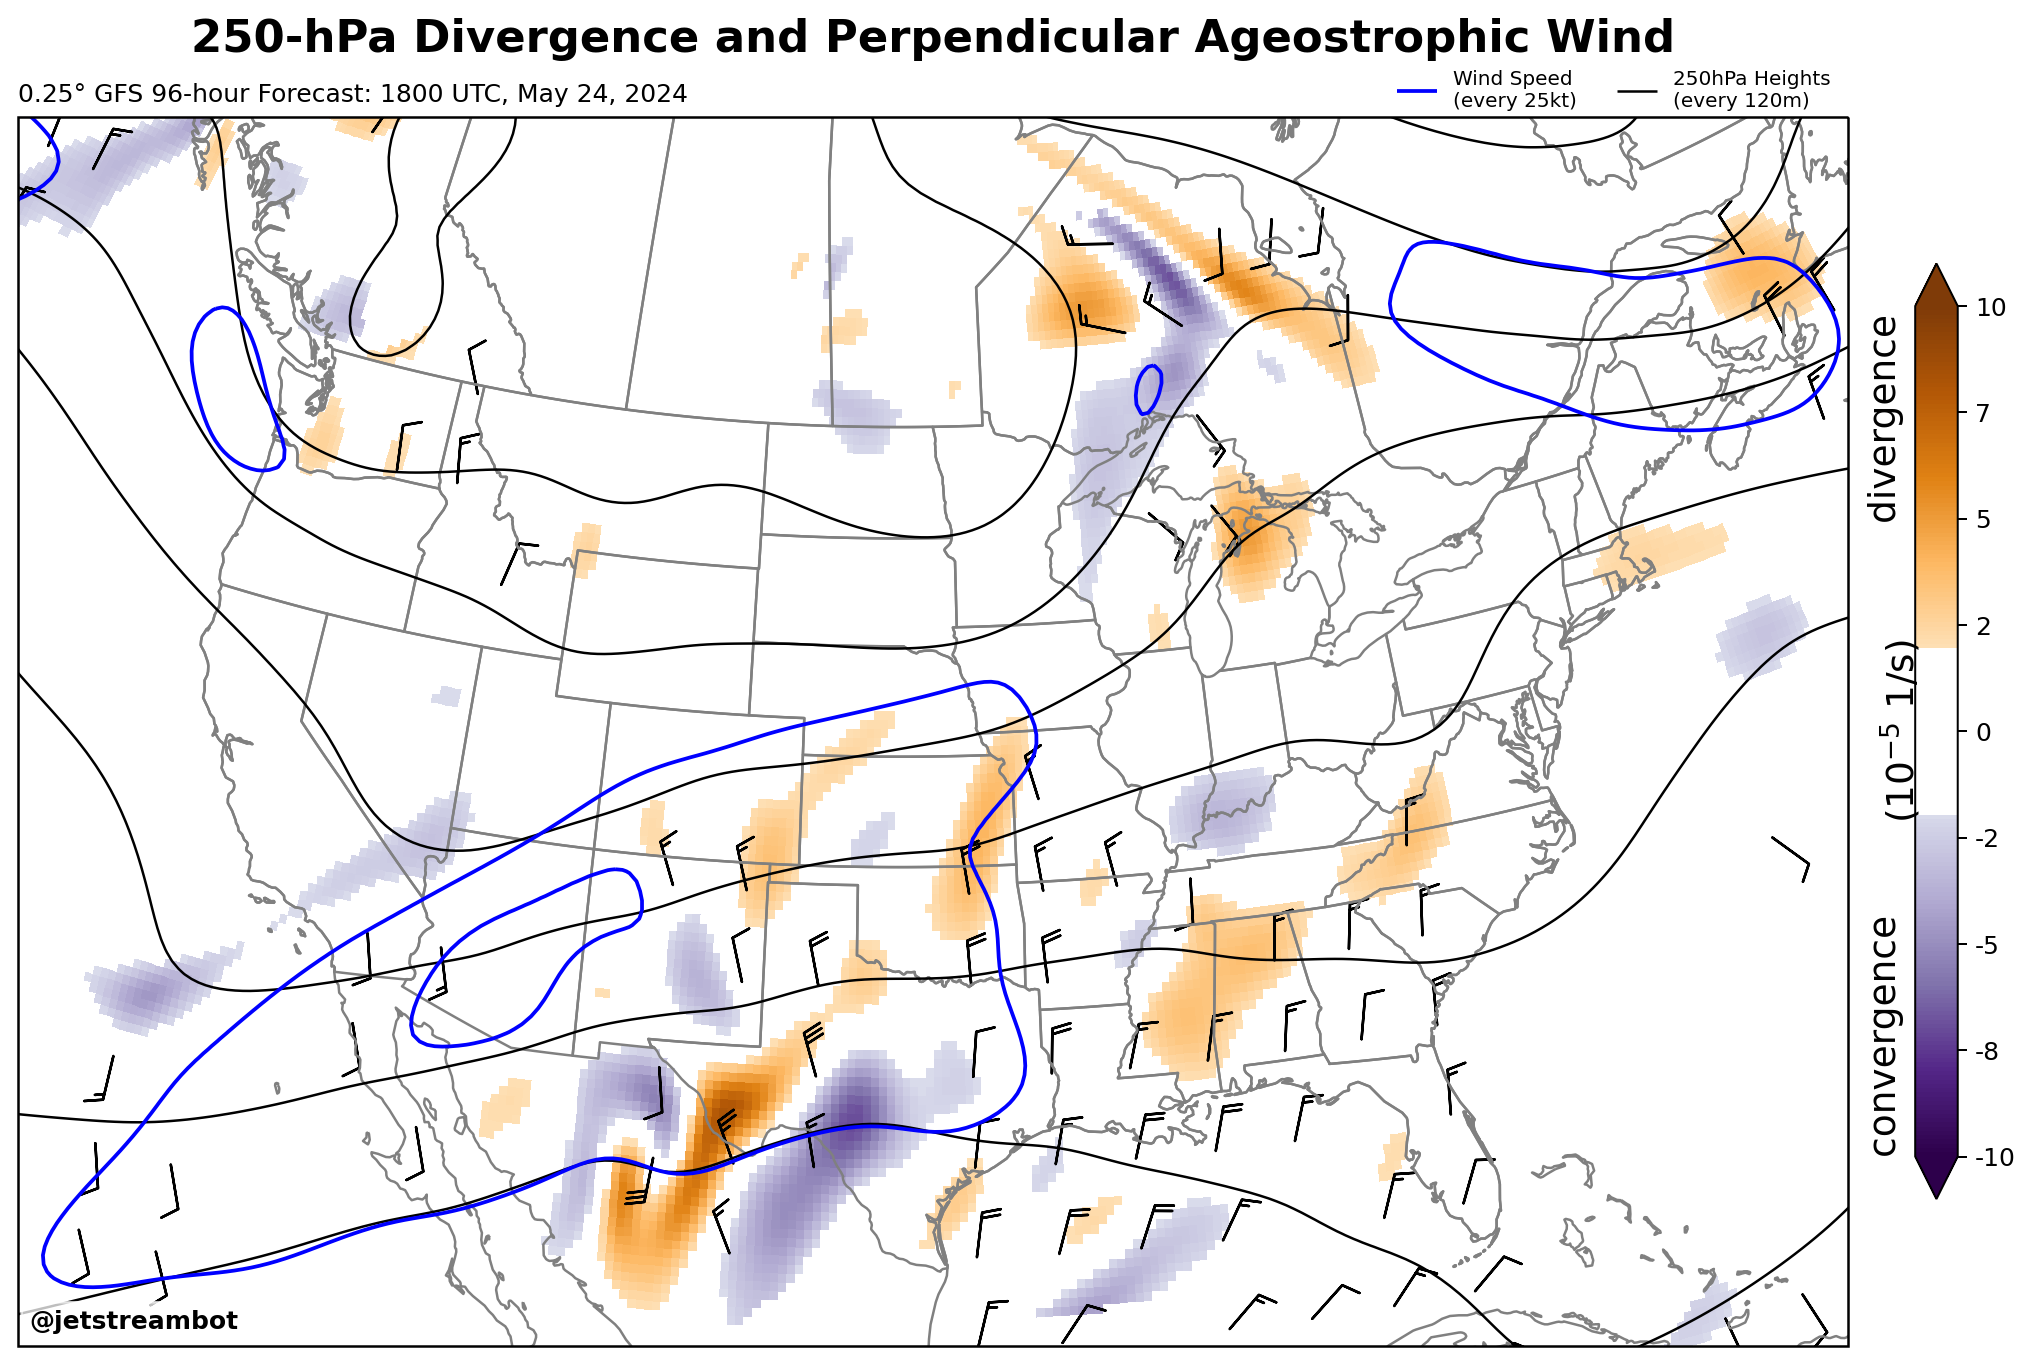 250-hPa Divergence and Perpendicular Ageostrophic Wind
0.25° GFS 96-hour Forecast: 1800 UTC, May 24, 2024
Wind Speed
(every 25kt)
250hPa Heights
(every 120m)
10
7
5
2
0
-2
-5
-8
-10
divergence
(10⁻⁵ 1/s)
convergence
@jetstreambot